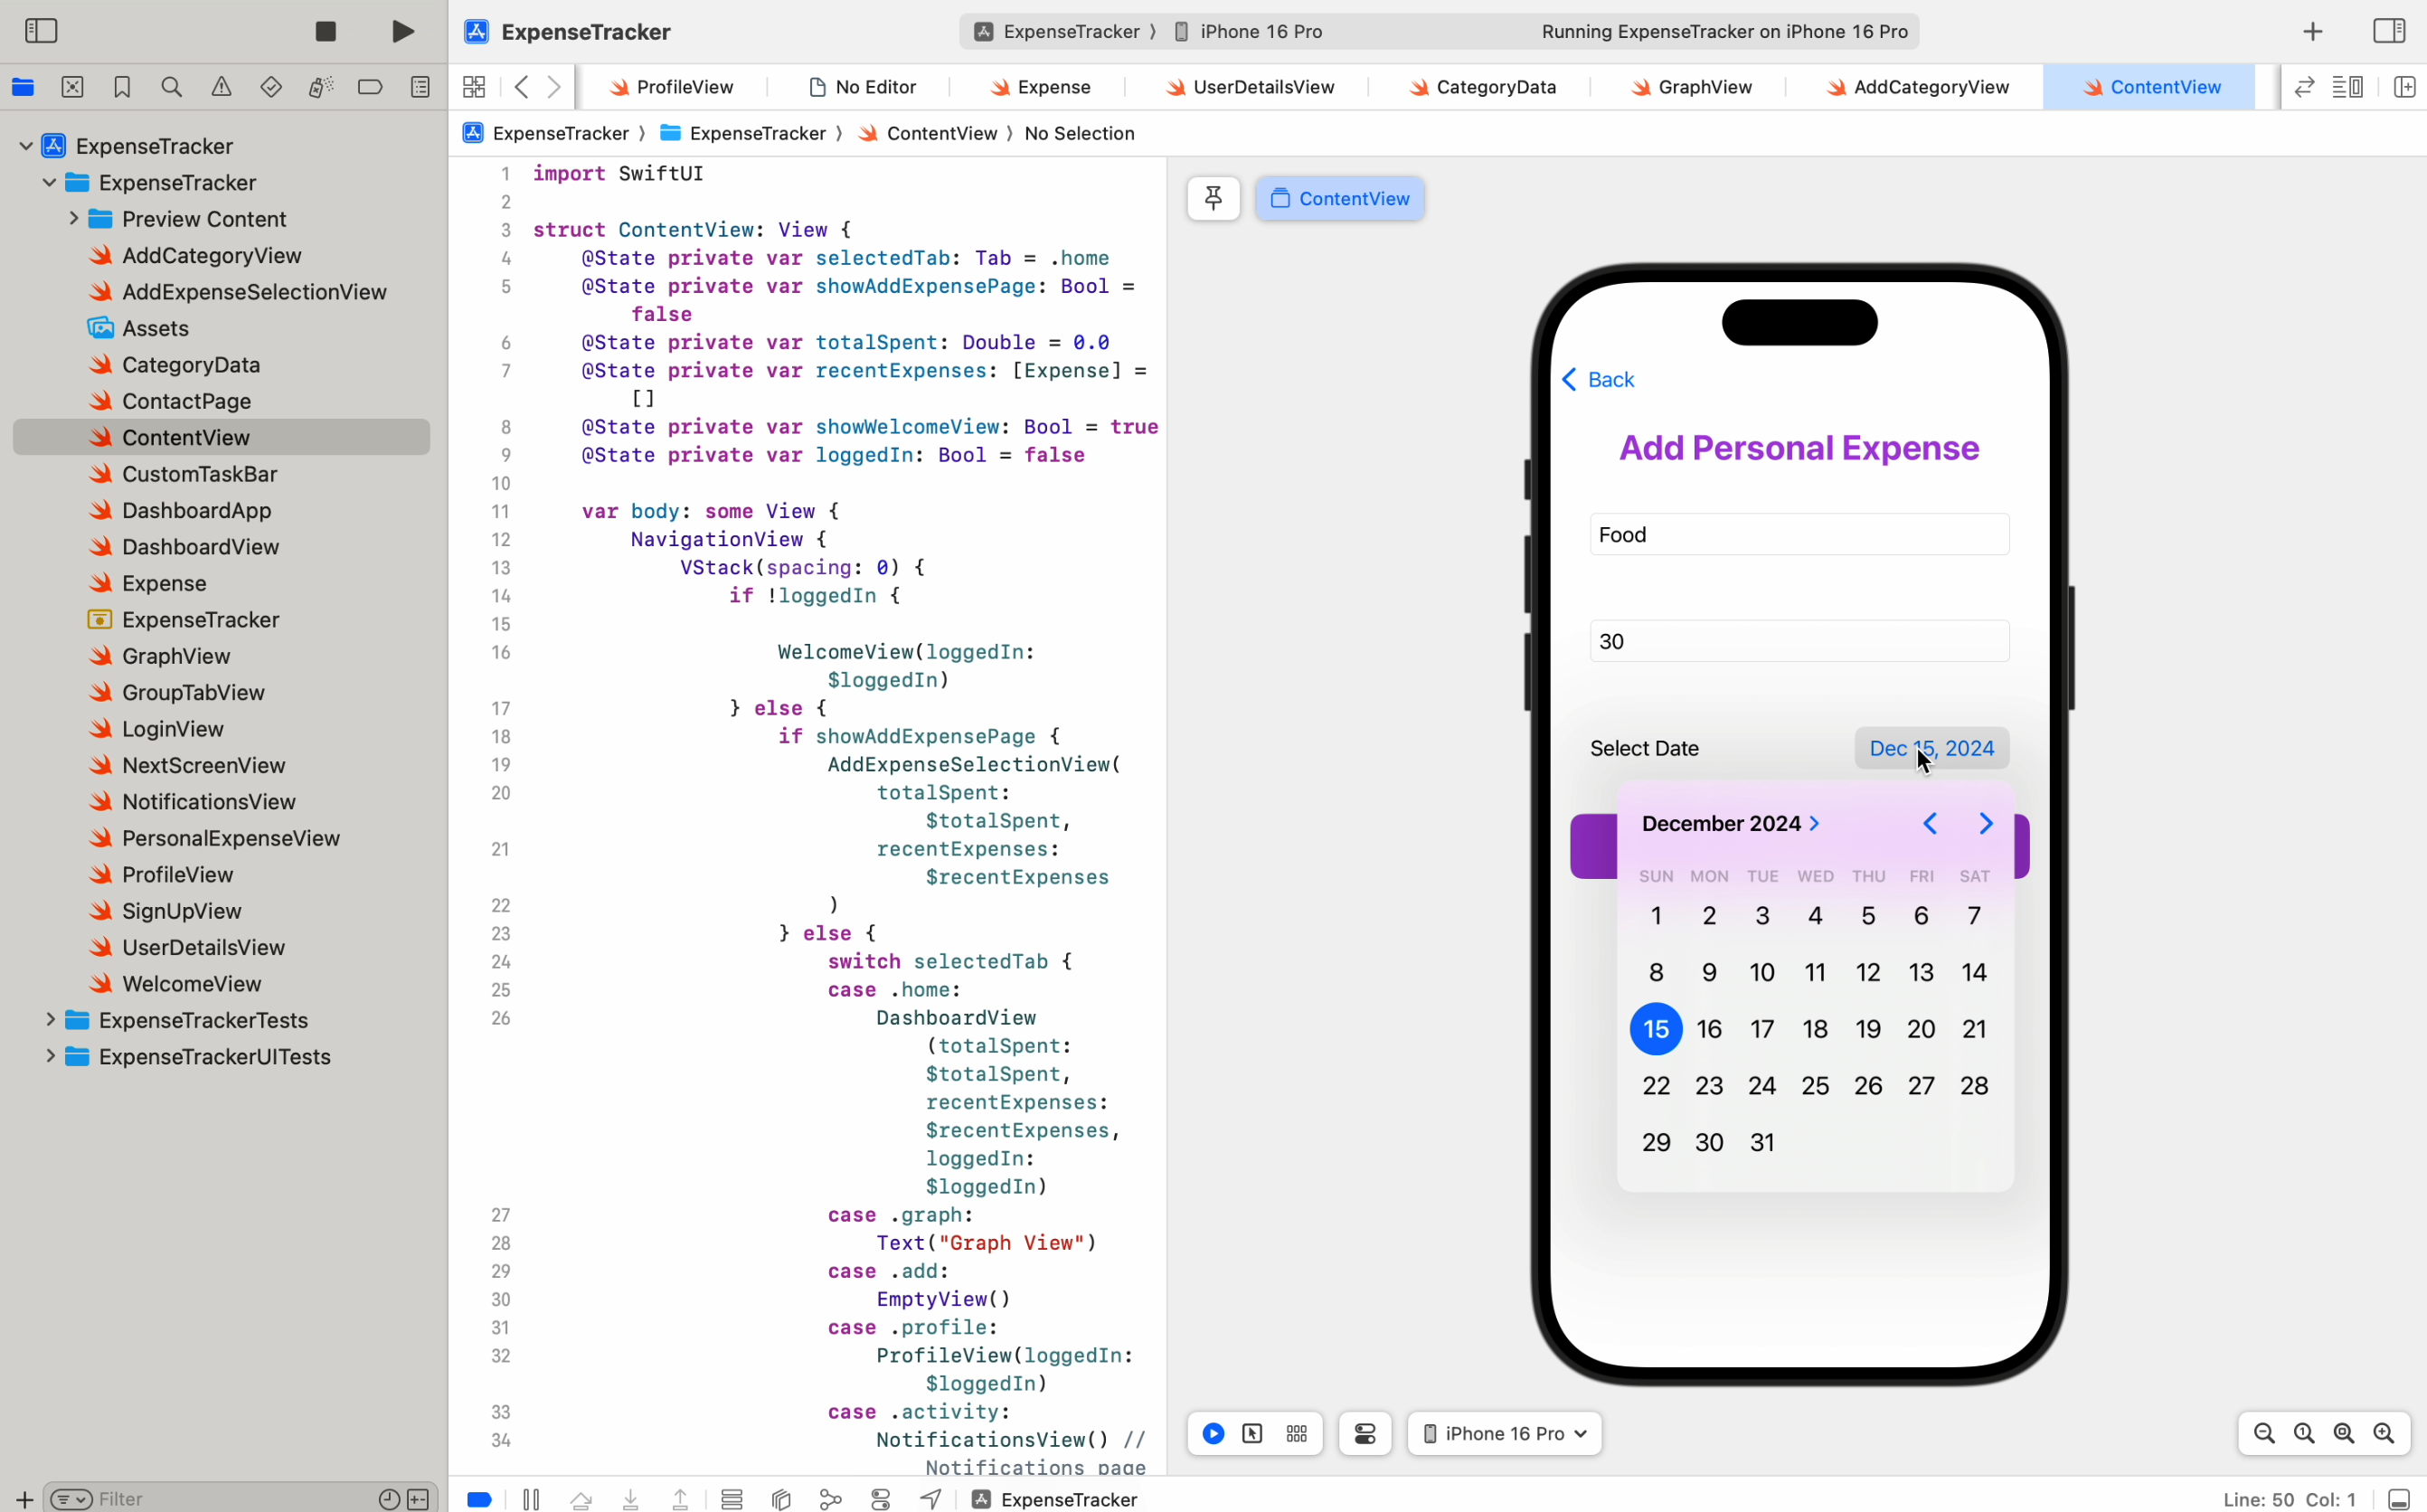 ExpenseTracker
ExpenseTracker 〉 iPhone 16 Pro
Running ExpenseTracker on iPhone 16 Pro
ProfileView
No Editor
Expense
UserDetailsView
CategoryData
GraphView
AddCategoryView
ContentView
ExpenseTracker 〉 ExpenseTracker 〉 ContentView 〉 No Selection
ExpenseTracker
ExpenseTracker
Preview Content
AddCategoryView
AddExpenseSelectionView
Assets
CategoryData
ContactPage
ContentView
CustomTaskBar
DashboardApp
DashboardView
Expense
ExpenseTracker
GraphView
GroupTabView
LoginView
NextScreenView
NotificationsView
PersonalExpenseView
ProfileView
SignUpView
UserDetailsView
WelcomeView
ExpenseTrackerTests
ExpenseTrackerUITests
Filter
1 import SwiftUI
2
3 struct ContentView: View {
4 @State private var selectedTab: Tab = .home
5 @State private var showAddExpensePage: Bool =
false
6 @State private var totalSpent: Double = 0.0
7 @State private var recentExpenses: [Expense] =
[]
8 @State private var showWelcomeView: Bool = true
9 @State private var loggedIn: Bool = false
10
11 var body: some View {
12 NavigationView {
13 VStack(spacing: 0) {
14 if !loggedIn {
15
16 WelcomeView(loggedIn:
$loggedIn)
17 } else {
18 if showAddExpensePage {
19 AddExpenseSelectionView(
20 totalSpent:
$totalSpent,
21 recentExpenses:
$recentExpenses
22 )
23 } else {
24 switch selectedTab {
25 case .home:
26 DashboardView
(totalSpent:
$totalSpent,
recentExpenses:
$recentExpenses,
loggedIn:
$loggedIn)
27 case .graph:
28 Text("Graph View")
29 case .add:
30 EmptyView()
31 case .profile:
32 ProfileView(loggedIn:
$loggedIn)
33 case .activity:
34 NotificationsView() //
Notifications page
ContentView
Back
Add Personal Expense
Food
30
Select Date
Dec 15, 2024
December 2024
SUN MON TUE WED THU FRI SAT
1 2 3 4 5 6 7
8 9 10 11 12 13 14
15 16 17 18 19 20 21
22 23 24 25 26 27 28
29 30 31
iPhone 16 Pro
ExpenseTracker
Line: 50 Col: 1